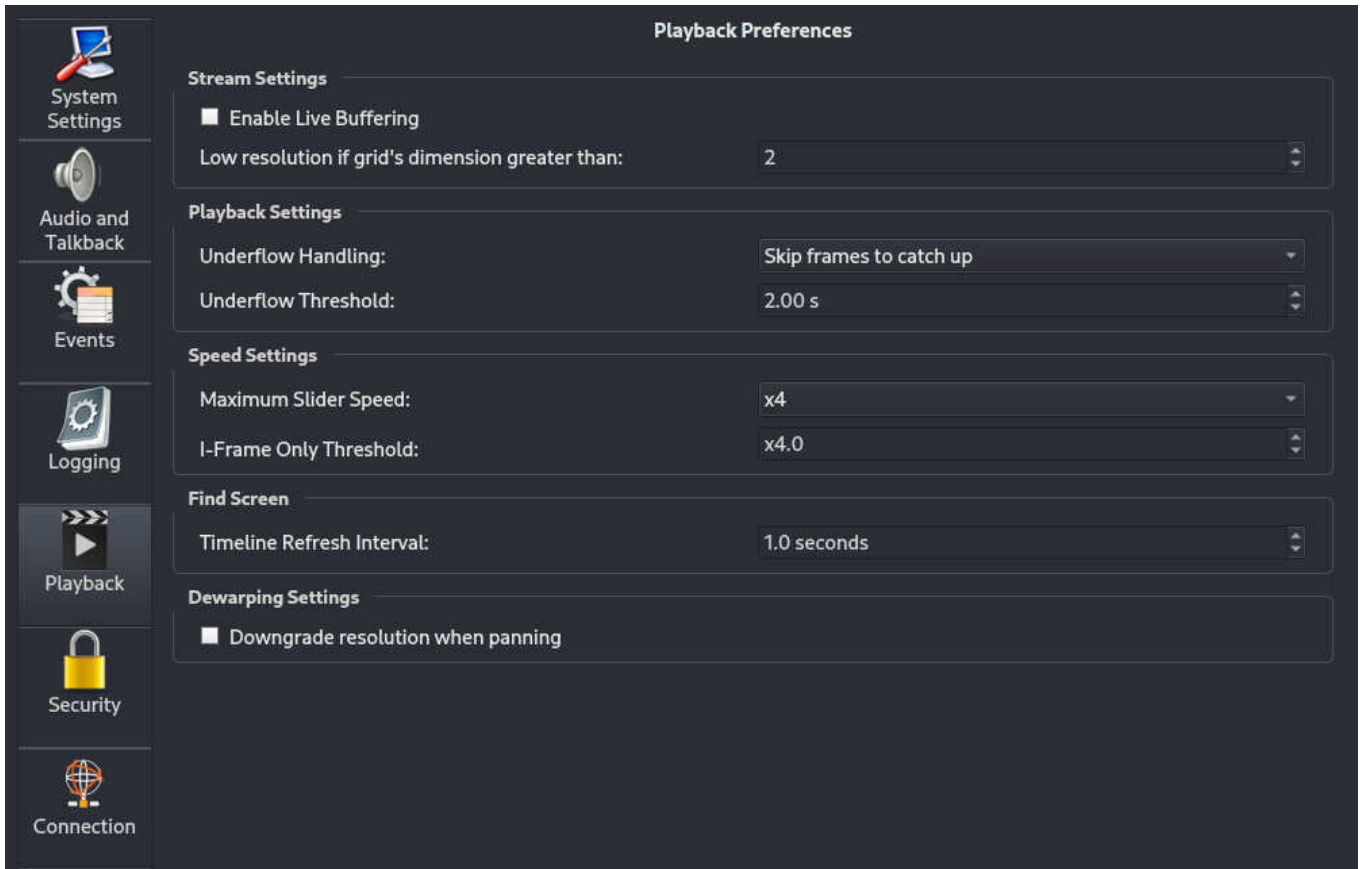 Playback Preferences
System
Settings
Audio and
Talkback
Events
Logging
Playback
Security
Connection
Stream Settings
Enable Live Buffering
Low resolution if grid's dimension greater than: 2
Playback Settings
Underflow Handling: Skip frames to catch up
Underflow Threshold: 2.00 s
Speed Settings
Maximum Slider Speed: x4
I-Frame Only Threshold: x4.0
Find Screen
Timeline Refresh Interval: 1.0 seconds
Dewarping Settings
Downgrade resolution when panning